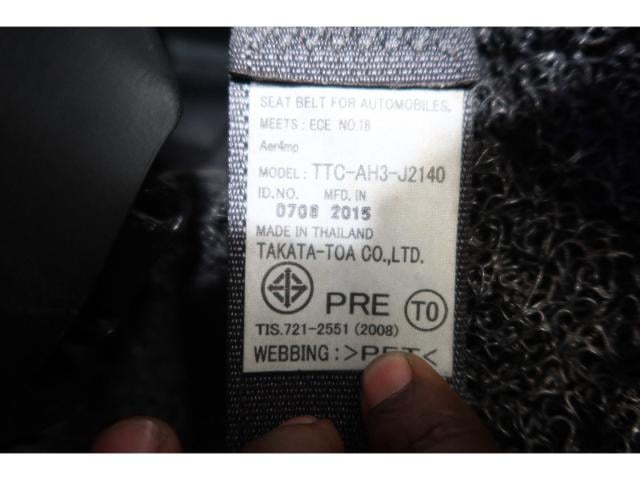 SEAT BELT FOR AUTOMOBILES.
MEETS : ECE NO.16
Aer4mp
MODEL : TTC-AH3-J2140
ID.NO. MFD. IN
0708 2015
MADE IN THAILAND
TAKATA-TOA CO.,LTD.
PRE TO
TIS.721-2551 (2008)
WEBBING : >PET<